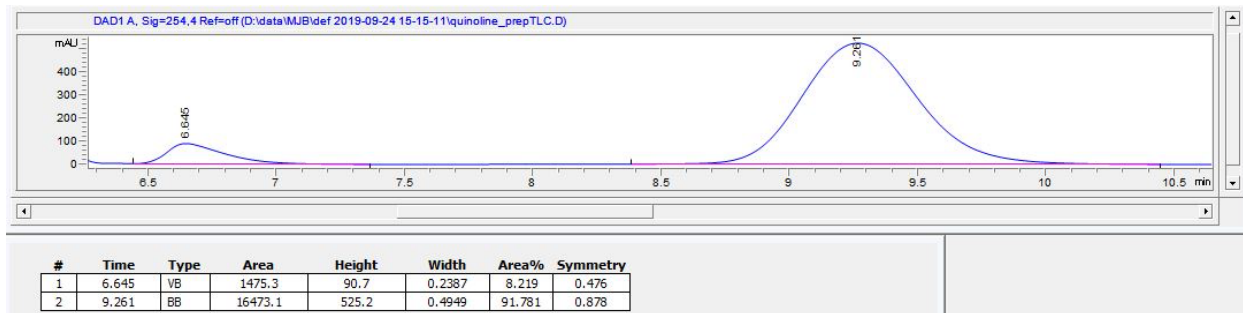 DAD1 A, Sig=254,4 Ref=off (D:\data\MJB\def 2019-09-24 15-15-11\quinoline_prepTLC.D)
mAU
400
300
200
100
0
6.645
9.261
6.5 7 7.5 8 8.5 9 9.5 10 10.5 min
# Time Type Area Height Width Area% Symmetry
1 6.645 VB 1475.3 90.7 0.2387 8.219 0.476
2 9.261 BB 16473.1 525.2 0.4949 91.781 0.878